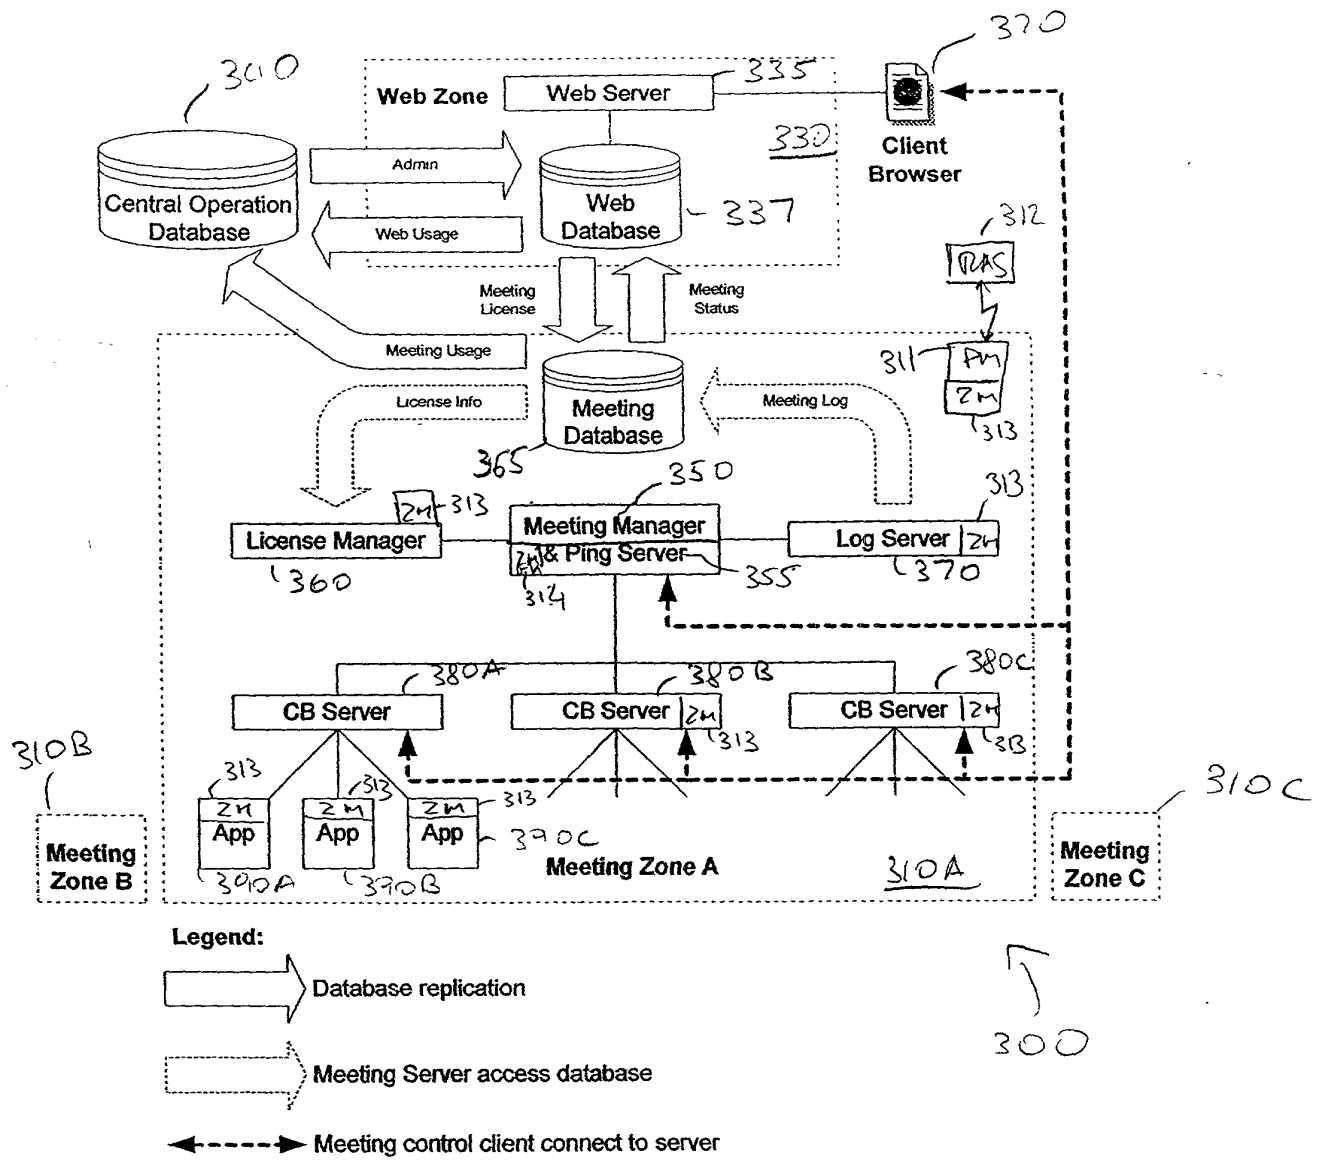 320
340
335
Web Zone
Web Server
330
Client
Browser
Admin
Central Operation
Database
Web
Database
337
Web Usage
312
RAS
Meeting
License
Meeting
Status
311
PM
ZM
313
Meeting Usage
License Info
Meeting Log
Meeting
Database
365
350
ZM
313
313
License Manager
Meeting Manager
& Ping Server
ZM
314
355
Log Server
ZM
360
370
380A
380B
380C
CB Server
CB Server
ZM
CB Server
ZM
313
313
310B
313
313
313
310C
ZM
ZM
ZM
App
App
App
390C
390A
390B
Meeting Zone A
310A
Meeting
Zone B
Meeting
Zone C
Legend:
Database replication
300
Meeting Server access database
Meeting control client connect to server